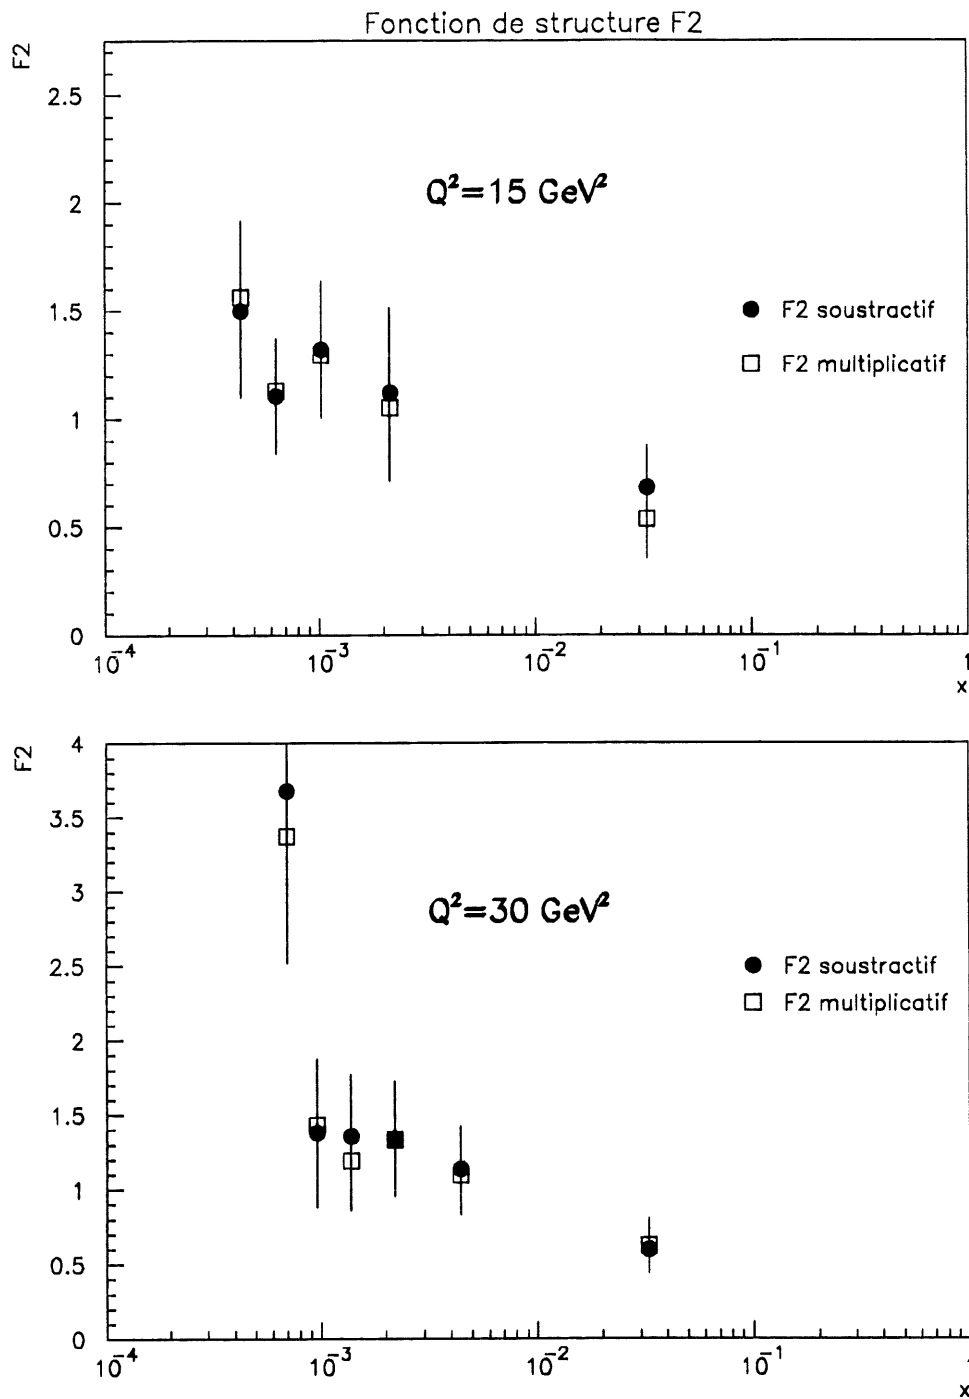 Fonction de structure F2
F2
2.5
2
1.5
1
0.5
0
Q²=15 GeV²
F2 soustractif
F2 multiplicatif
10⁻⁴ 10⁻³ 10⁻² 10⁻¹ 1
x
F2
4
3.5
3
2.5
2
1.5
1
0.5
0
Q²=30 GeV²
F2 soustractif
F2 multiplicatif
10⁻⁴ 10⁻³ 10⁻² 10⁻¹ 1
x